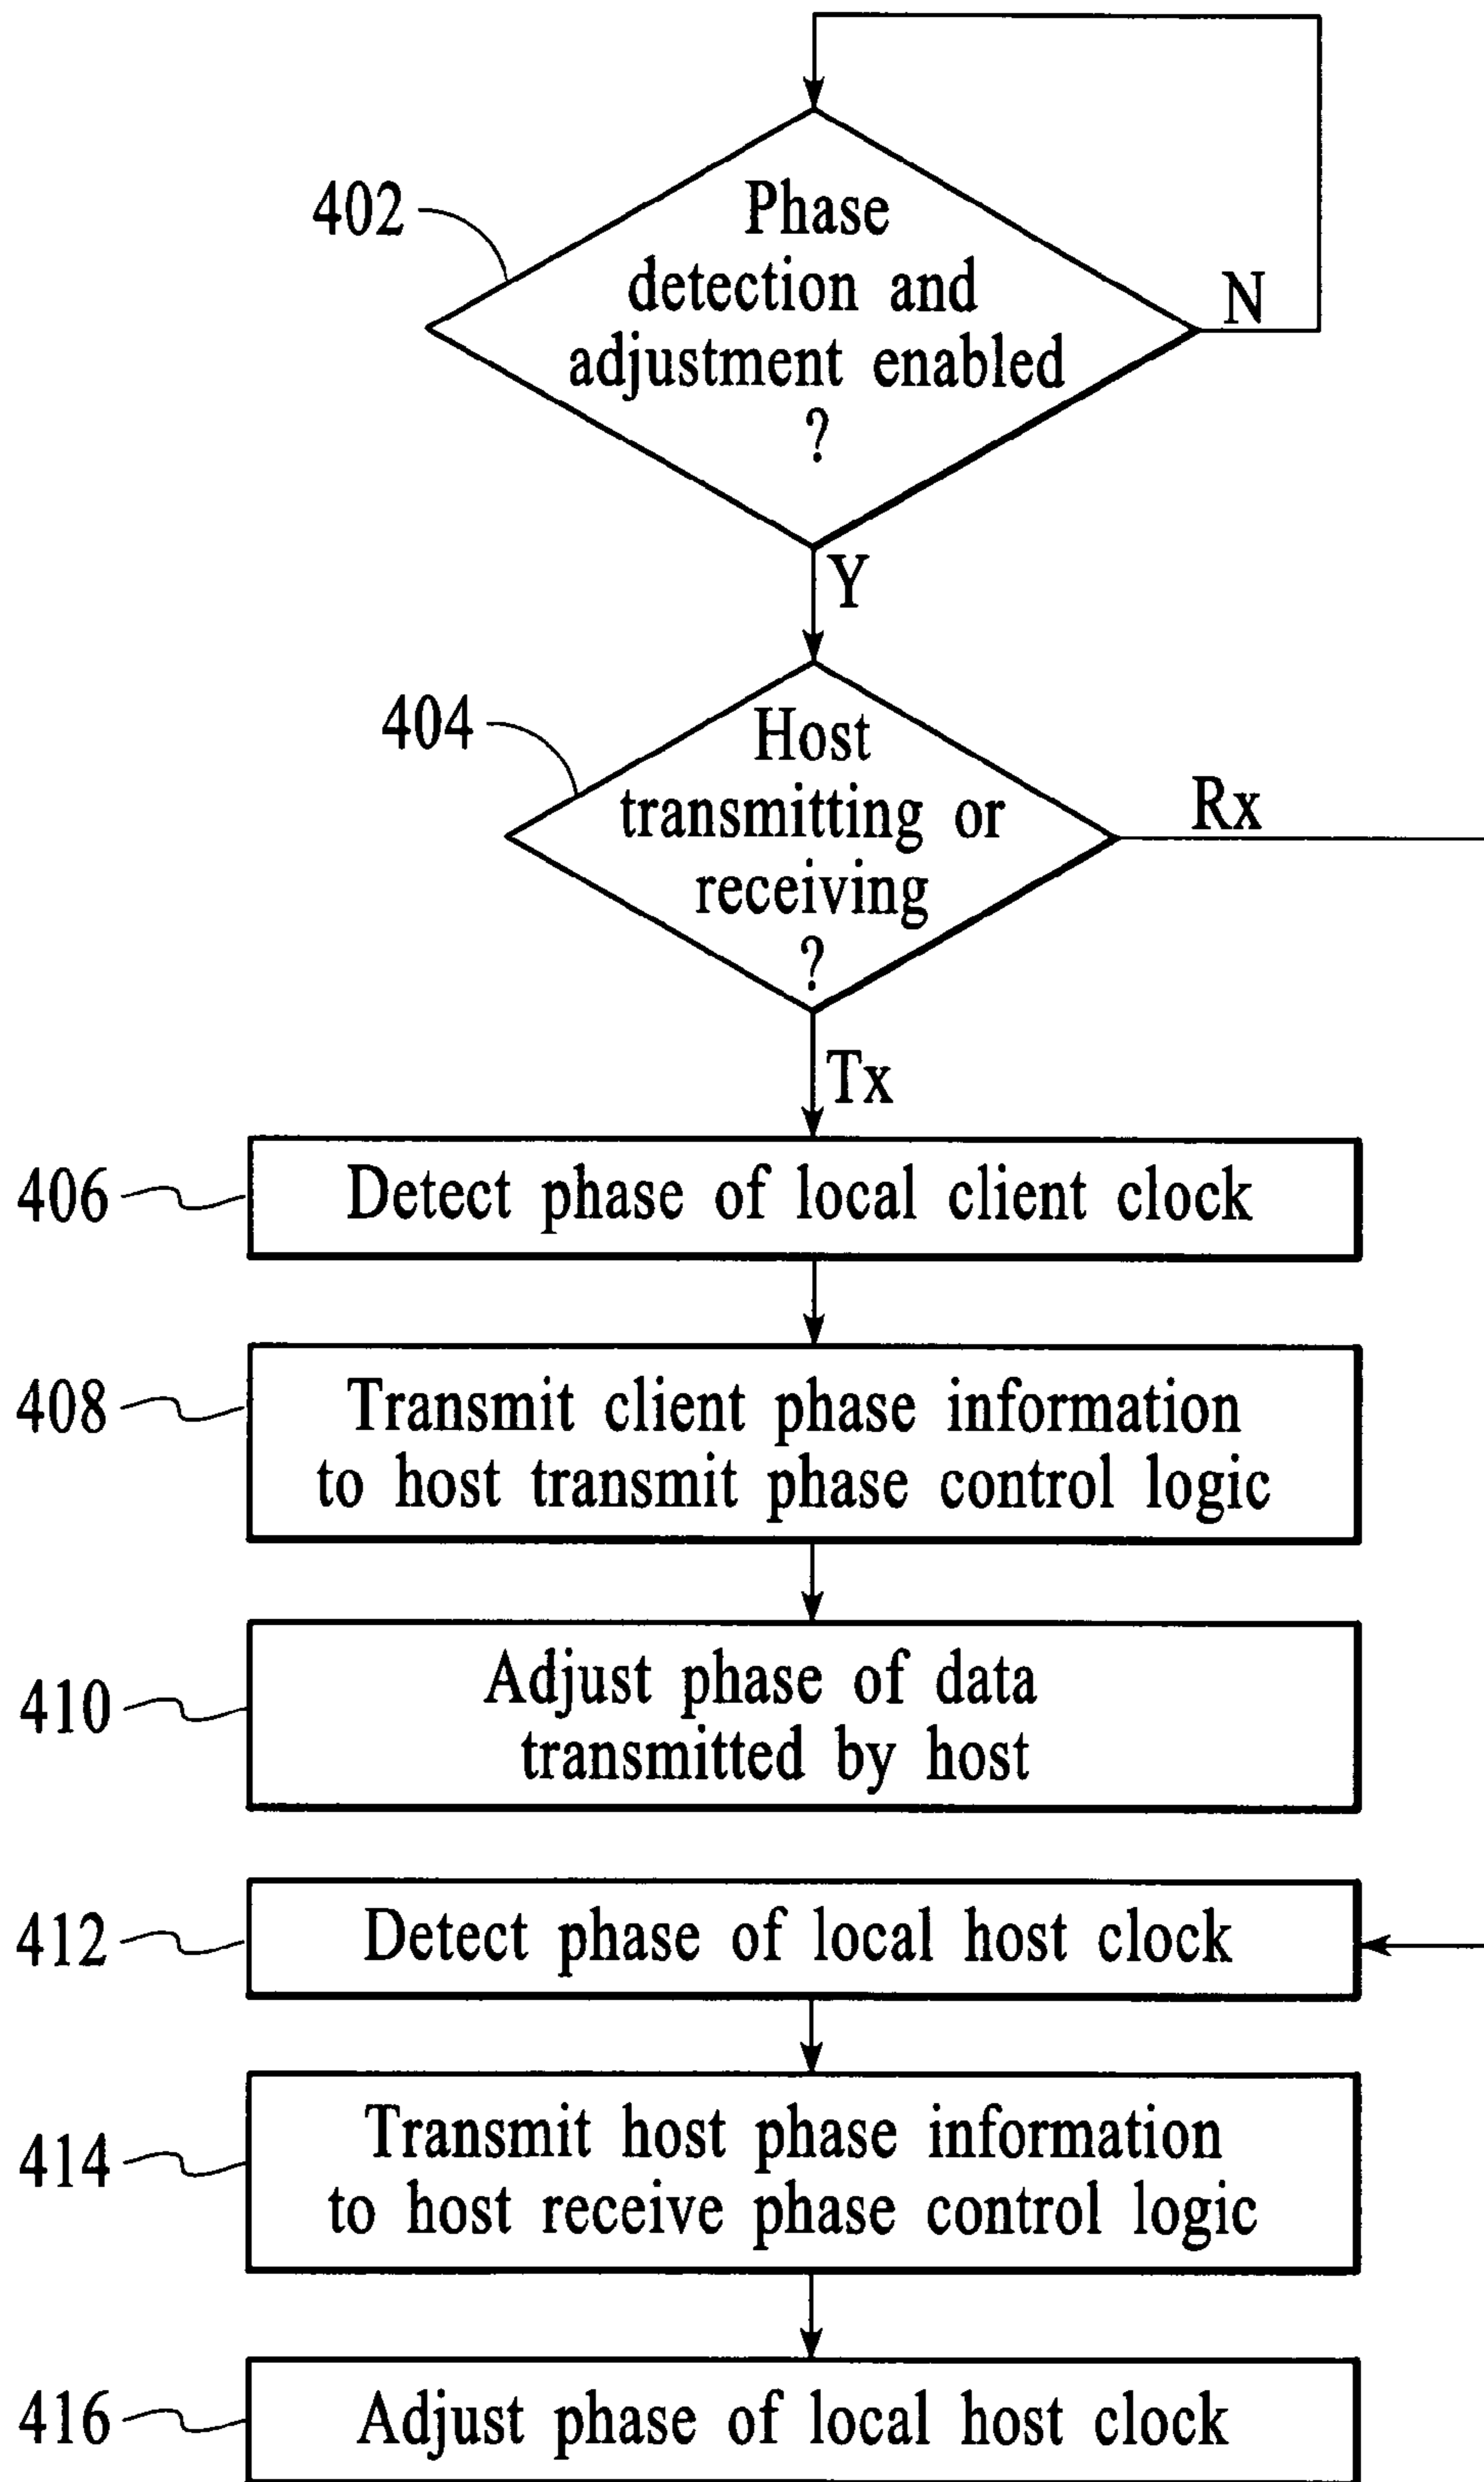 402
Phase
detection and
adjustment enabled
?
N
Y
404
Host
transmitting or
receiving
?
Rx
Tx
406
Detect phase of local client clock
408
Transmit client phase information
to host transmit phase control logic
410
Adjust phase of data
transmitted by host
412
Detect phase of local host clock
414
Transmit host phase information
to host receive phase control logic
416
Adjust phase of local host clock